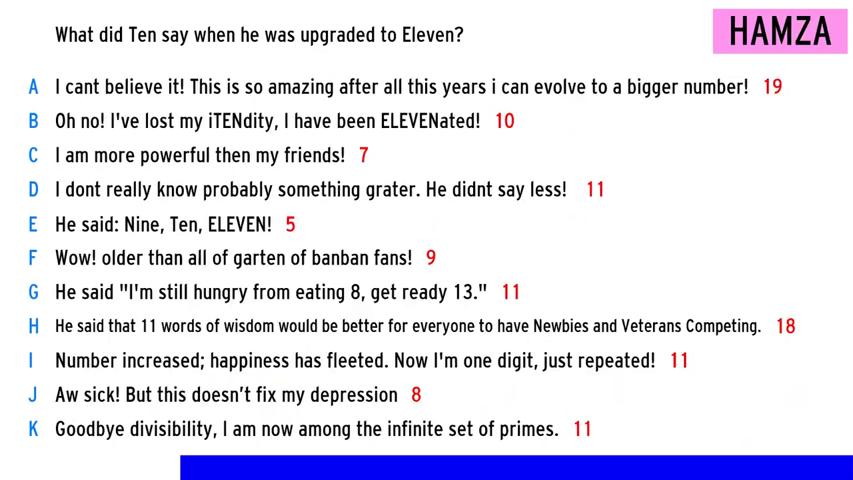 What did Ten say when he was upgraded to Eleven?
HAMZA
A I cant believe it! This is so amazing after all this years i can evolve to a bigger number! 19
B Oh no! I've lost my iTENdity, I have been ELEVENated! 10
C I am more powerful then my friends! 7
D I dont really know probably something grater. He didnt say less! 11
E He said: Nine, Ten, ELEVEN! 5
F Wow! older than all of garten of banban fans! 9
G He said "I'm still hungry from eating 8, get ready 13." 11
H He said that 11 words of wisdom would be better for everyone to have Newbies and Veterans Competing. 18
I Number increased; happiness has fleeted. Now I'm one digit, just repeated! 11
J Aw sick! But this doesn't fix my depression 8
K Goodbye divisibility, I am now among the infinite set of primes. 11